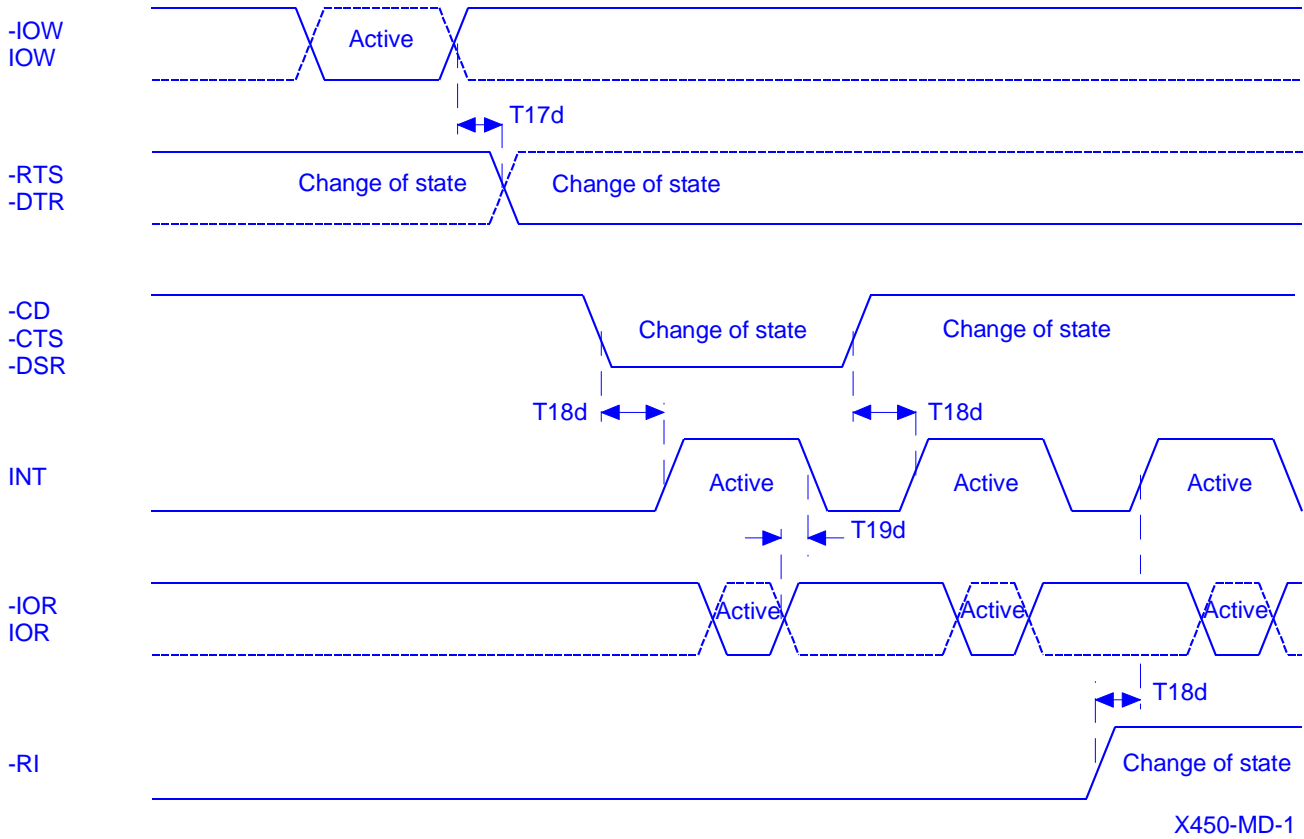 -IOW
IOW
Active
T17d
-RTS
-DTR
Change of state
Change of state
-CD
-CTS
-DSR
Change of state
Change of state
T18d
T18d
INT
Active
Active
Active
T19d
-IOR
IOR
Active
Active
Active
T18d
-RI
Change of state
X450-MD-1